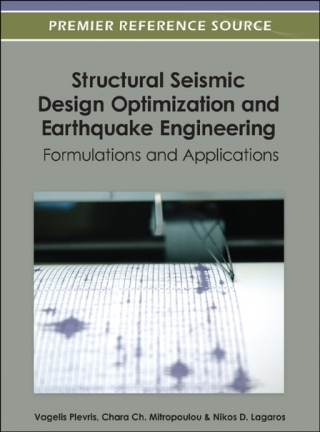 PREMIER REFERENCE SOURCE
Structural Seismic
Design Optimization and
Earthquake Engineering
Formulations and Applications
Vagelis Plevris, Chara Ch. Mitropoulou & Nikos D. Lagaros